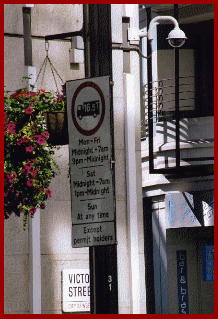 16.5T
Mon - Fri
Midnight - 7am
9pm - Midnight
Sat
Midnight - 7am
1pm - Midnight
Sun
At any time
Except
permit holders
VICTO
STREE
31